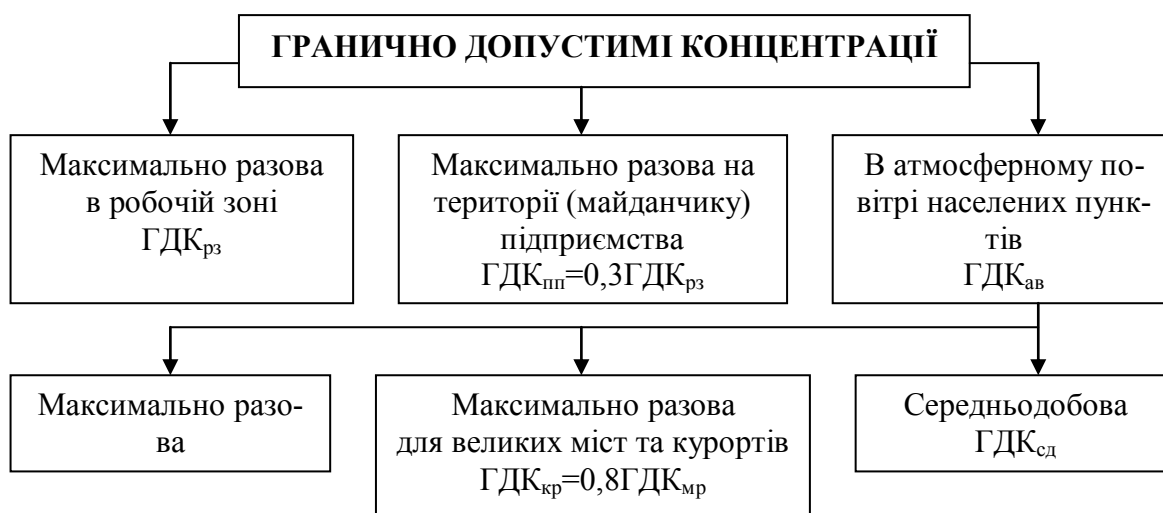 ГРАНИЧНО ДОПУСТИМІ КОНЦЕНТРАЦІЇ
Максимально разова
в робочій зоні
ГДКрз
Максимально разова на
території (майданчику)
підприємства
ГДКпп=0,3ГДКрз
В атмосферному по-
вітрі населених пунк-
тів
ГДКав
Максимально разо-
ва
Максимально разова
для великих міст та курортів
ГДКкр=0,8ГДКмр
Середньодобова
ГДКсд